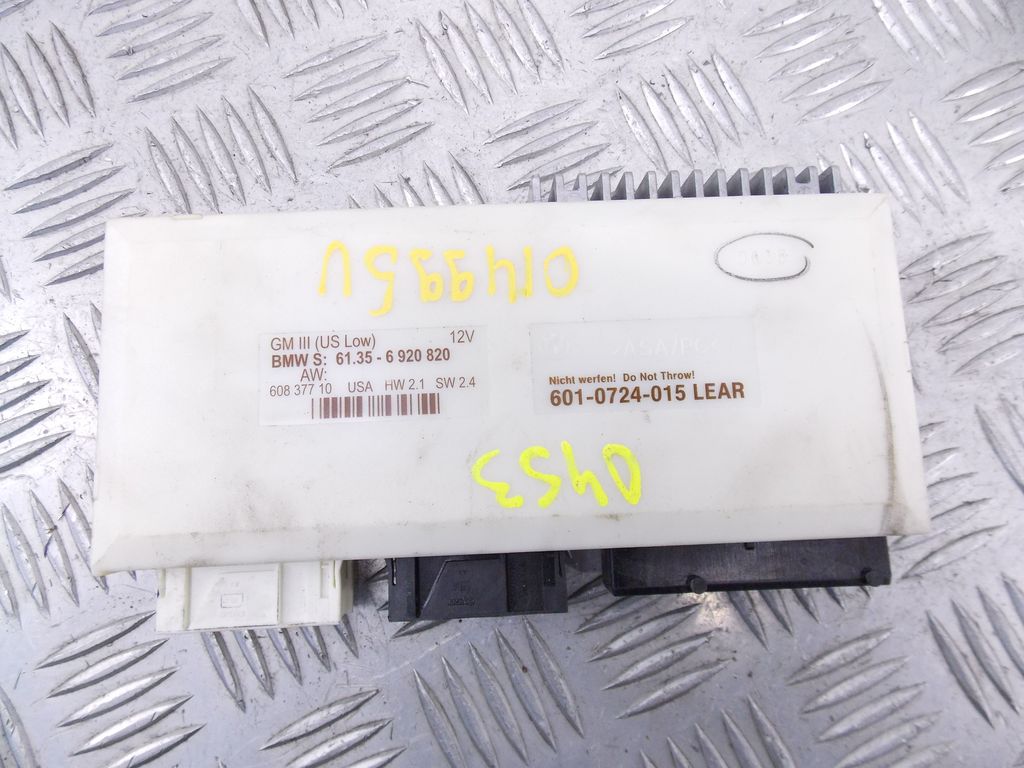 GM III (US Low) 12V
BMW S: 61.35 - 6 920 820
AW:
608 377 10 USA HW 2.1 SW 2.4
Nicht werfen! Do Not Throw!
601-0724-015 LEAR
0453